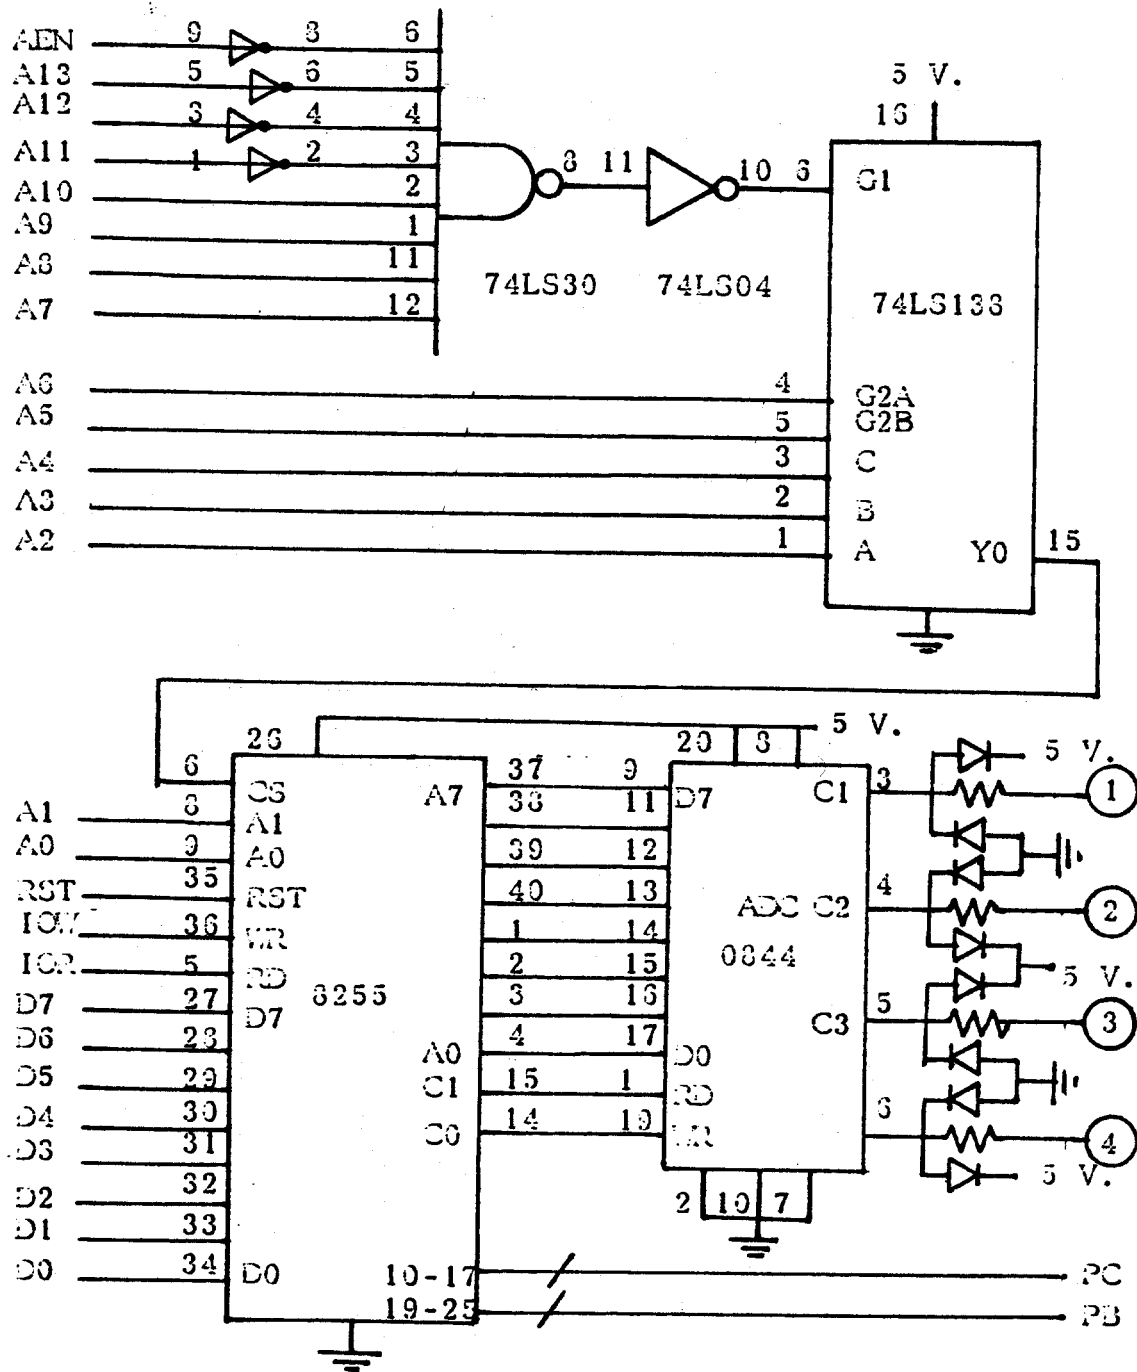 AEN 9 8 6
A13 5 6 5
A12 3 4 4
A11 1 2 3
A10 2
A9 1
A8 11
A7 12
8 11 10 6
74LS30 74LS04
5 V.
16
G1
74LS138
A6 4 G2A
A5 5 G2B
A4 3 C
A3 2 B
A2 1 A
Y0 15
26
5 V.
20 8
6 CS
A1 8 A1
A0 9 A0
RST 35 RST
IOW 36 WR
IOR 5 RD
D7 27 D7
D6 28
D5 29
D4 30
D3 31
D2 32
D1 33
D0 34 D0
8255
A7 37 9 D7
38 11
39 12
40 13
1 14
2 15
3 16
A0 4 17 D0
C1 15 1 RD
C0 14 19 WR
ADC
0844
C1 3
C2 4
C3 5
6
5 V.
1
2
5 V.
3
4
5 V.
2 10 7
10-17 PC
19-25 PB